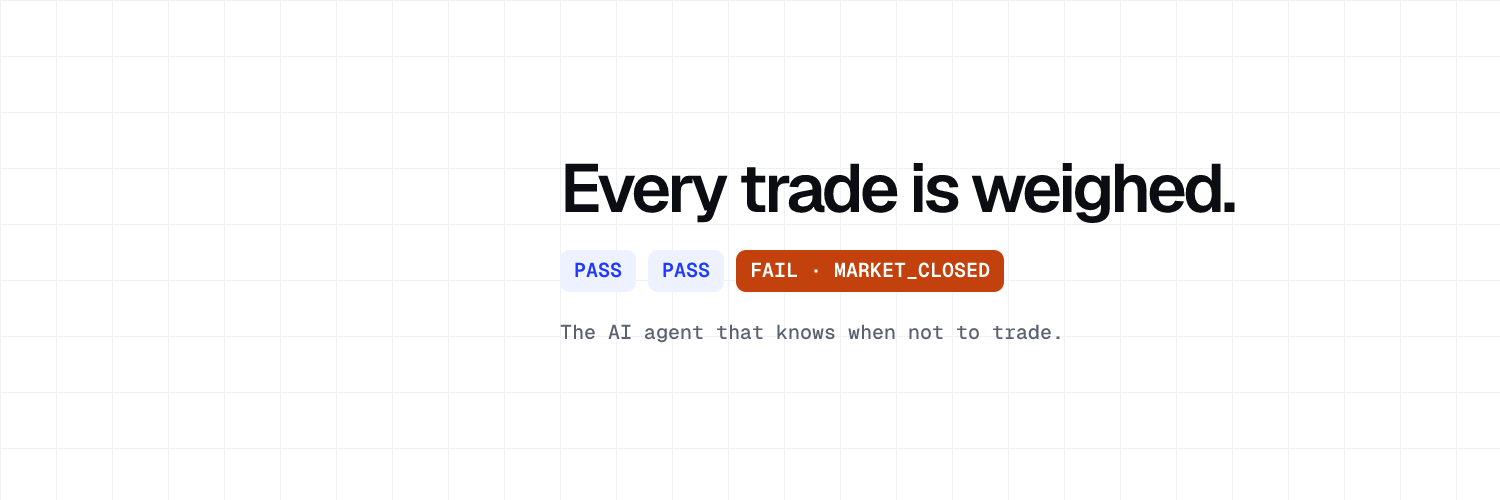 Every trade is weighed.
PASS PASS FAIL · MARKET_CLOSED
The AI agent that knows when not to trade.